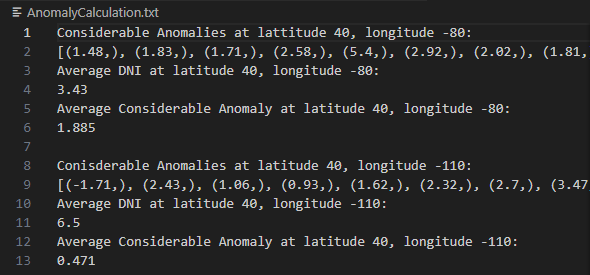 AnomalyCalculation.txt
1 Considerable Anomalies at lattitude 40, longitude -80:
2 [(1.48,), (1.83,), (1.71,), (2.58,), (5.4,), (2.92,), (2.02,), (1.81,
3 Average DNI at latitude 40, longitude -80:
4 3.43
5 Average Considerable Anomaly at latitude 40, longitude -80:
6 1.885
7
8 Conisderable Anomalies at latitude 40, longitude -110:
9 [(-1.71,), (2.43,), (1.06,), (0.93,), (1.62,), (2.32,), (2.7,), (3.47,
10 Average DNI at latitude 40, longitude -110:
11 6.5
12 Average Considerable Anomaly at latitude 40, longitude -110:
13 0.471